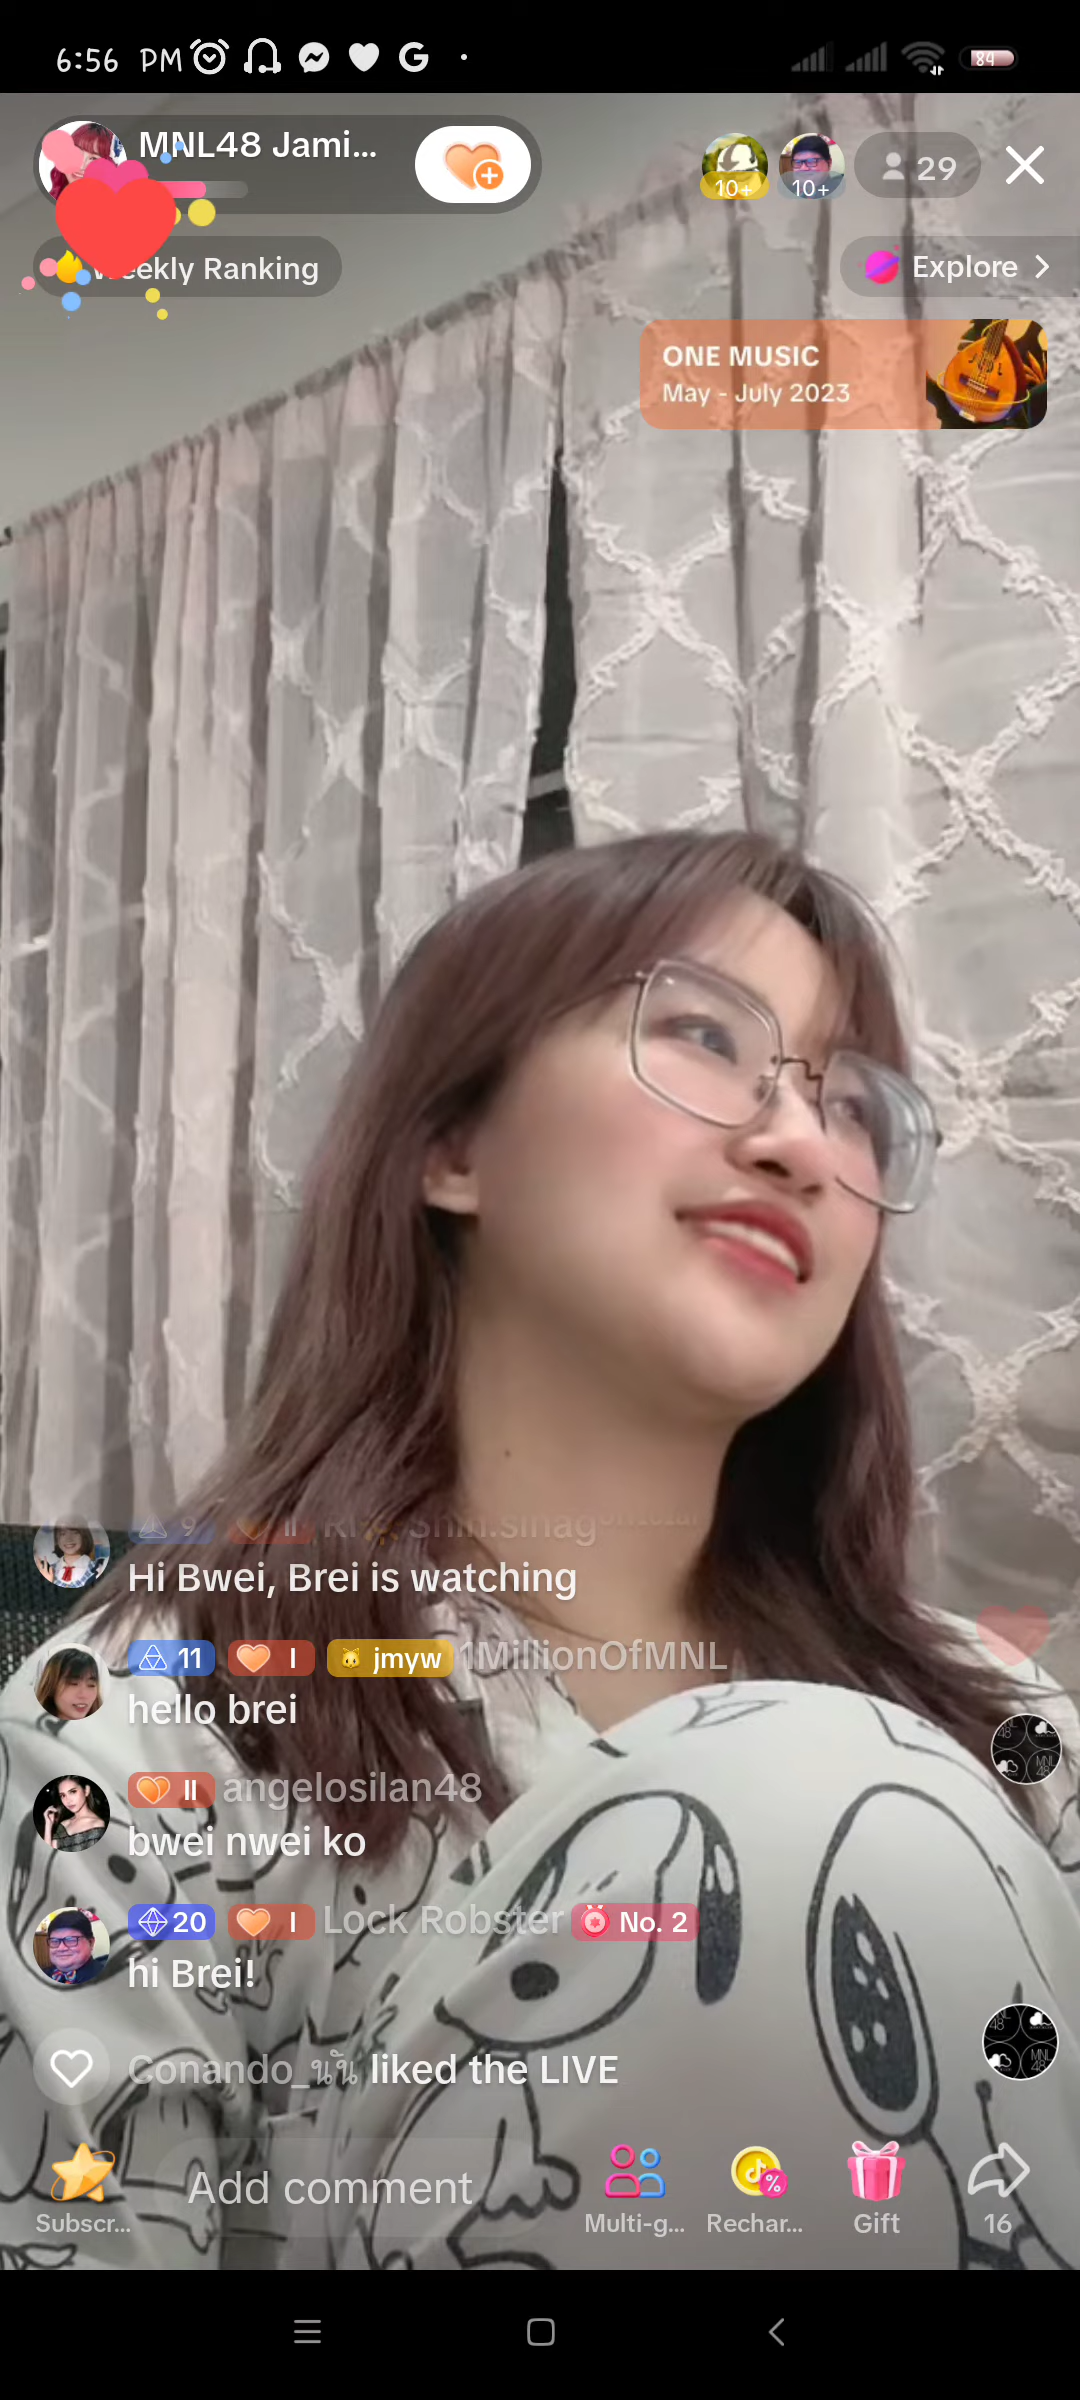 6:56 PM
84
MNL48 Jami...
10+
10+
29
Weekly Ranking
Explore
ONE MUSIC
May - July 2023
9 II
Hi Bwei, Brei is watching
11 I jmyw 1MillionOfMNL
hello brei
II angelosilan48
bwei nwei ko
20 I Lock Robster No. 2
hi Brei!
Conando_นัน liked the LIVE
Subscr...
Add comment
Multi-g...
Rechar...
Gift
16